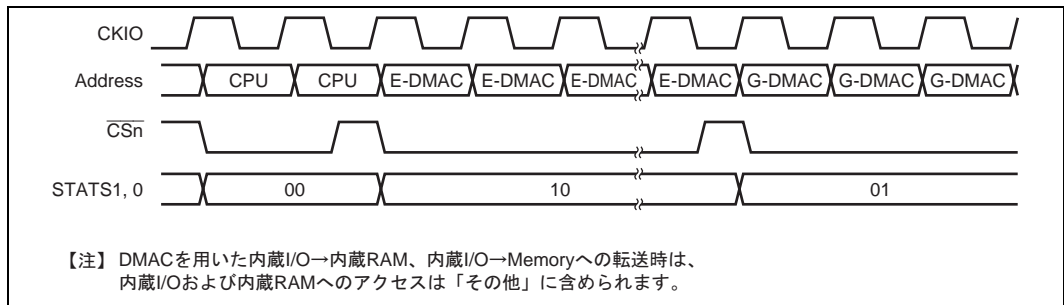 CKIO
Address CPU CPU E-DMAC E-DMAC E-DMAC E-DMAC G-DMAC G-DMAC G-DMAC
CSn
STATS1, 0 00 10 01
【注】 DMACを用いた内蔵I/O→内蔵RAM、内蔵I/O→Memoryへの転送時は、
内蔵I/Oおよび内蔵RAMへのアクセスは「その他」に含められます。